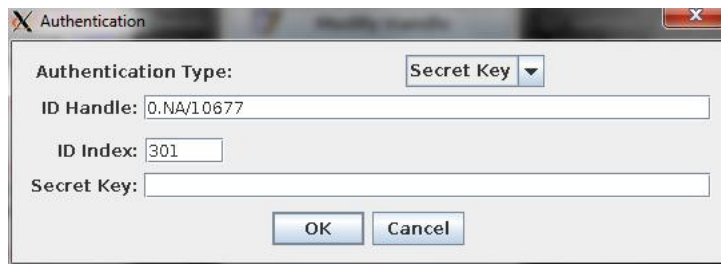 Authentication
Authentication Type: Secret Key
ID Handle: 0.NA/10677
ID Index: 301
Secret Key:
OK Cancel